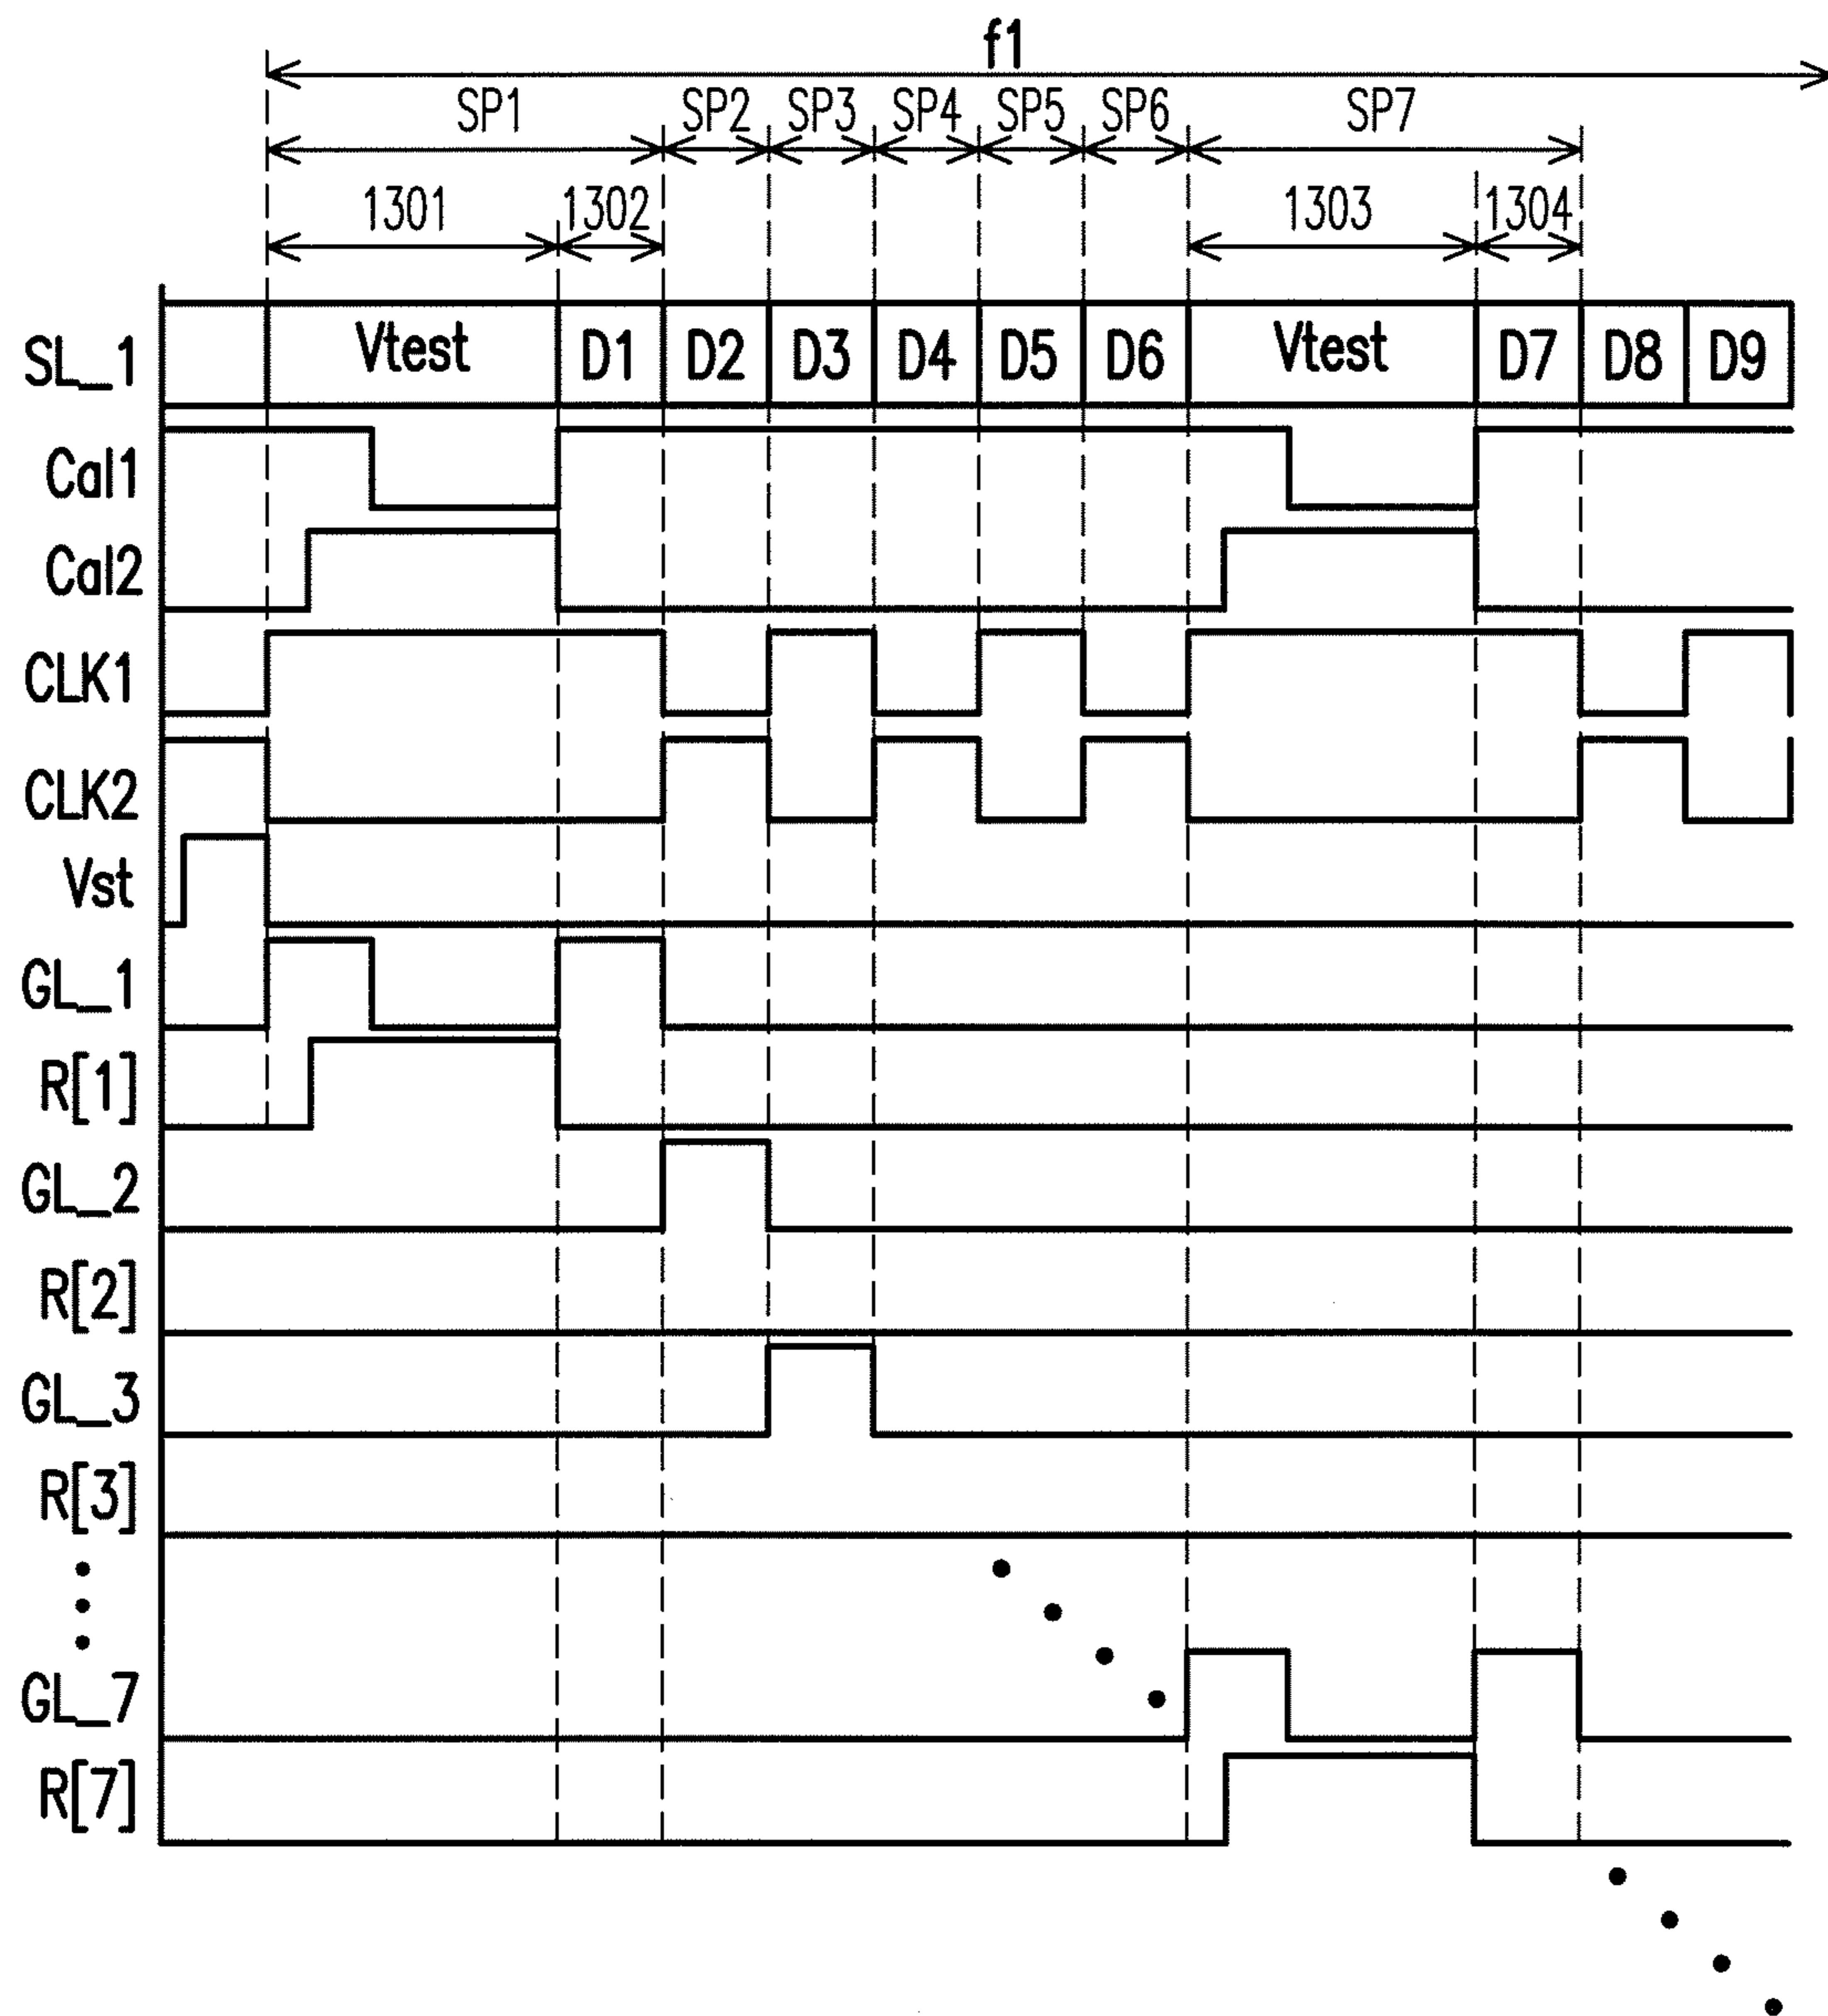 f1
SP1 SP2 SP3 SP4 SP5 SP6 SP7
1301 1302 1303 1304
SL_1 Vtest D1 D2 D3 D4 D5 D6 Vtest D7 D8 D9
Cal1
Cal2
CLK1
CLK2
Vst
GL_1
R[1]
GL_2
R[2]
GL_3
R[3]
GL_7
R[7]